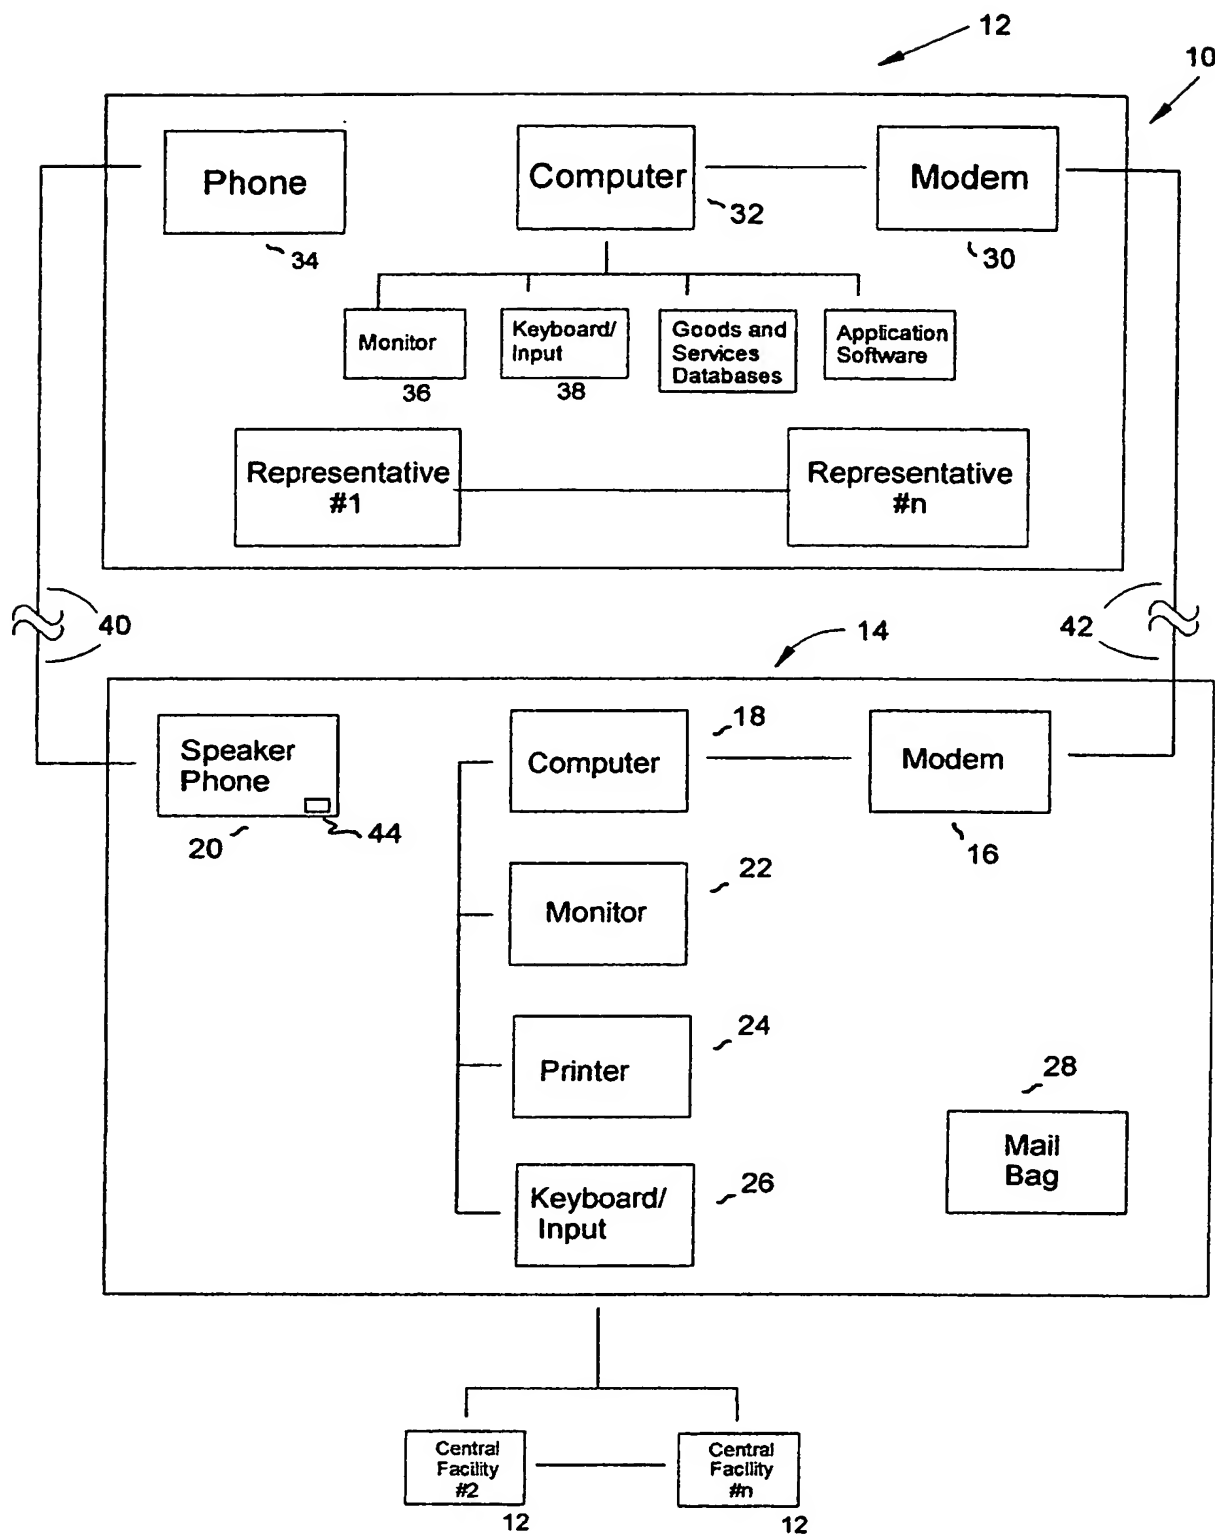 12
10
Phone
34
Computer
32
Modem
30
Monitor
36
Keyboard/
Input
38
Goods and
Services
Databases
Application
Software
Representative
#1
Representative
#n
40
42
14
Speaker
Phone
20
44
Computer
18
Modem
16
Monitor
22
Printer
24
Keyboard/
Input
26
28
Mail
Bag
Central
Facility
#2
12
Central
Facility
#n
12